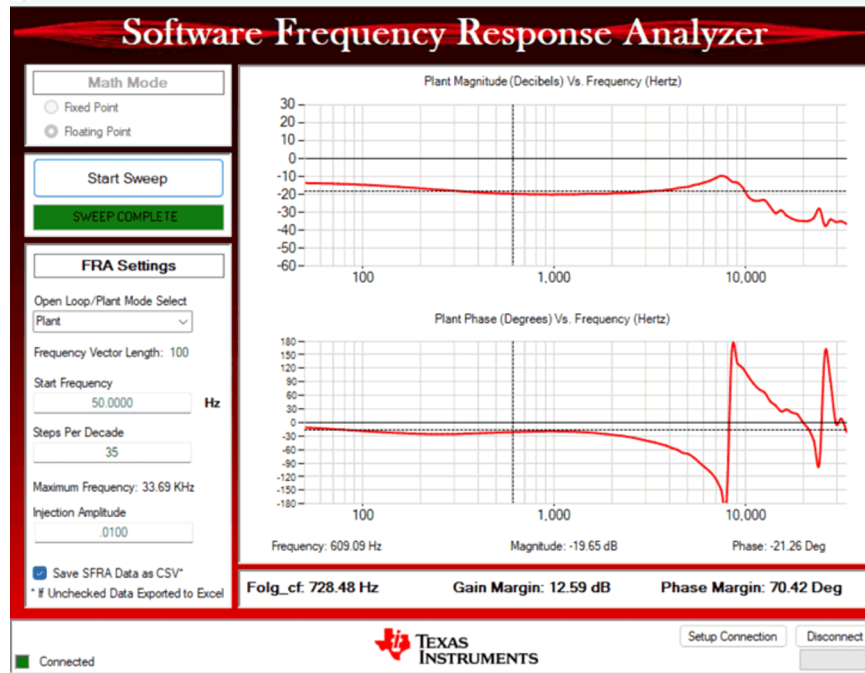 Software Frequency Response Analyzer
Math Mode
Fixed Point
Floating Point
Start Sweep
SWEEP COMPLETE
FRA Settings
Open Loop/Plant Mode Select
Plant
Frequency Vector Length: 100
Start Frequency
50.0000 Hz
Steps Per Decade
35
Maximum Frequency: 33.69 KHz
Injection Amplitude
.0100
Save SFRA Data as CSV*
* If Unchecked Data Exported to Excel
Plant Magnitude (Decibels) Vs. Frequency (Hertz)
30
20
10
0
-10
-20
-30
-40
-50
-60
100 1,000 10,000
Plant Phase (Degrees) Vs. Frequency (Hertz)
180
150
120
90
60
30
0
-30
-60
-90
-120
-150
-180
100 1,000 10,000
Frequency: 609.09 Hz Magnitude: -19.65 dB Phase: -21.26 Deg
Folg_cf: 728.48 Hz Gain Margin: 12.59 dB Phase Margin: 70.42 Deg
Connected
TEXAS
INSTRUMENTS
Setup Connection Disconnect